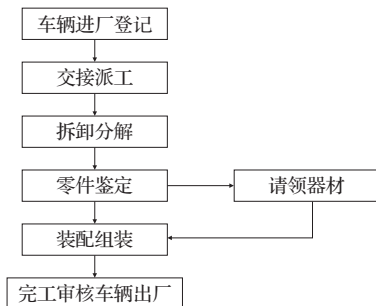 车辆进厂登记
交接派工
拆卸分解
零件鉴定
请领器材
装配组装
完工审核车辆出厂